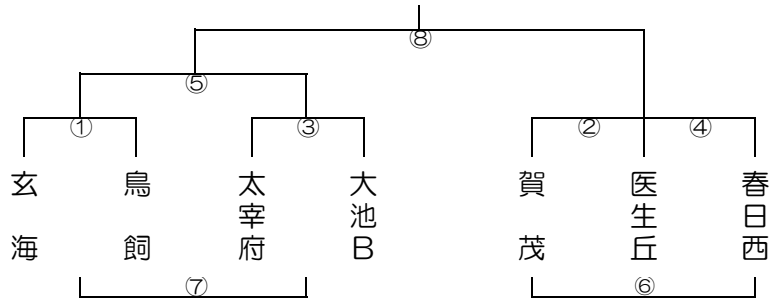 ⑧
⑤
① ③ ② ④
玄海
鳥飼
太宰府
大池B
賀茂
医生丘
春日西
⑦ ⑥